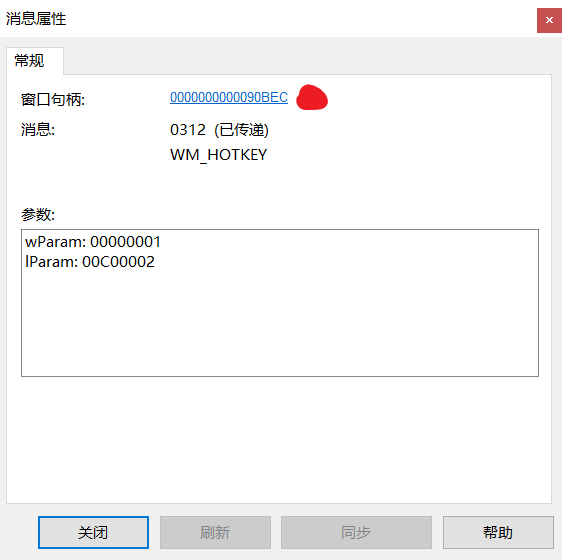 消息属性
常规
窗口句柄: 0000000000090BEC
消息: 0312 (已传递)
WM_HOTKEY
参数:
wParam: 00000001
lParam: 00C00002
关闭 刷新 同步 帮助